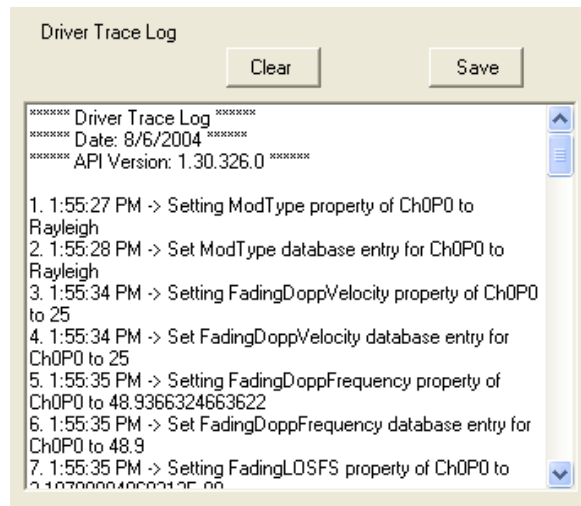 Driver Trace Log
Clear
Save
****** Driver Trace Log ******
****** Date: 8/6/2004 ******
****** API Version: 1.30.326.0 ******
1. 1:55:27 PM -> Setting ModType property of Ch0P0 to
Rayleigh
2. 1:55:28 PM -> Set ModType database entry for Ch0P0 to
Rayleigh
3. 1:55:34 PM -> Setting FadingDoppVelocity property of Ch0P0
to 25
4. 1:55:34 PM -> Set FadingDoppVelocity database entry for
Ch0P0 to 25
5. 1:55:35 PM -> Setting FadingDoppFrequency property of
Ch0P0 to 48.9366324663622
6. 1:55:35 PM -> Set FadingDoppFrequency database entry for
Ch0P0 to 48.9
7. 1:55:35 PM -> Setting FadingLOSFS property of Ch0P0 to